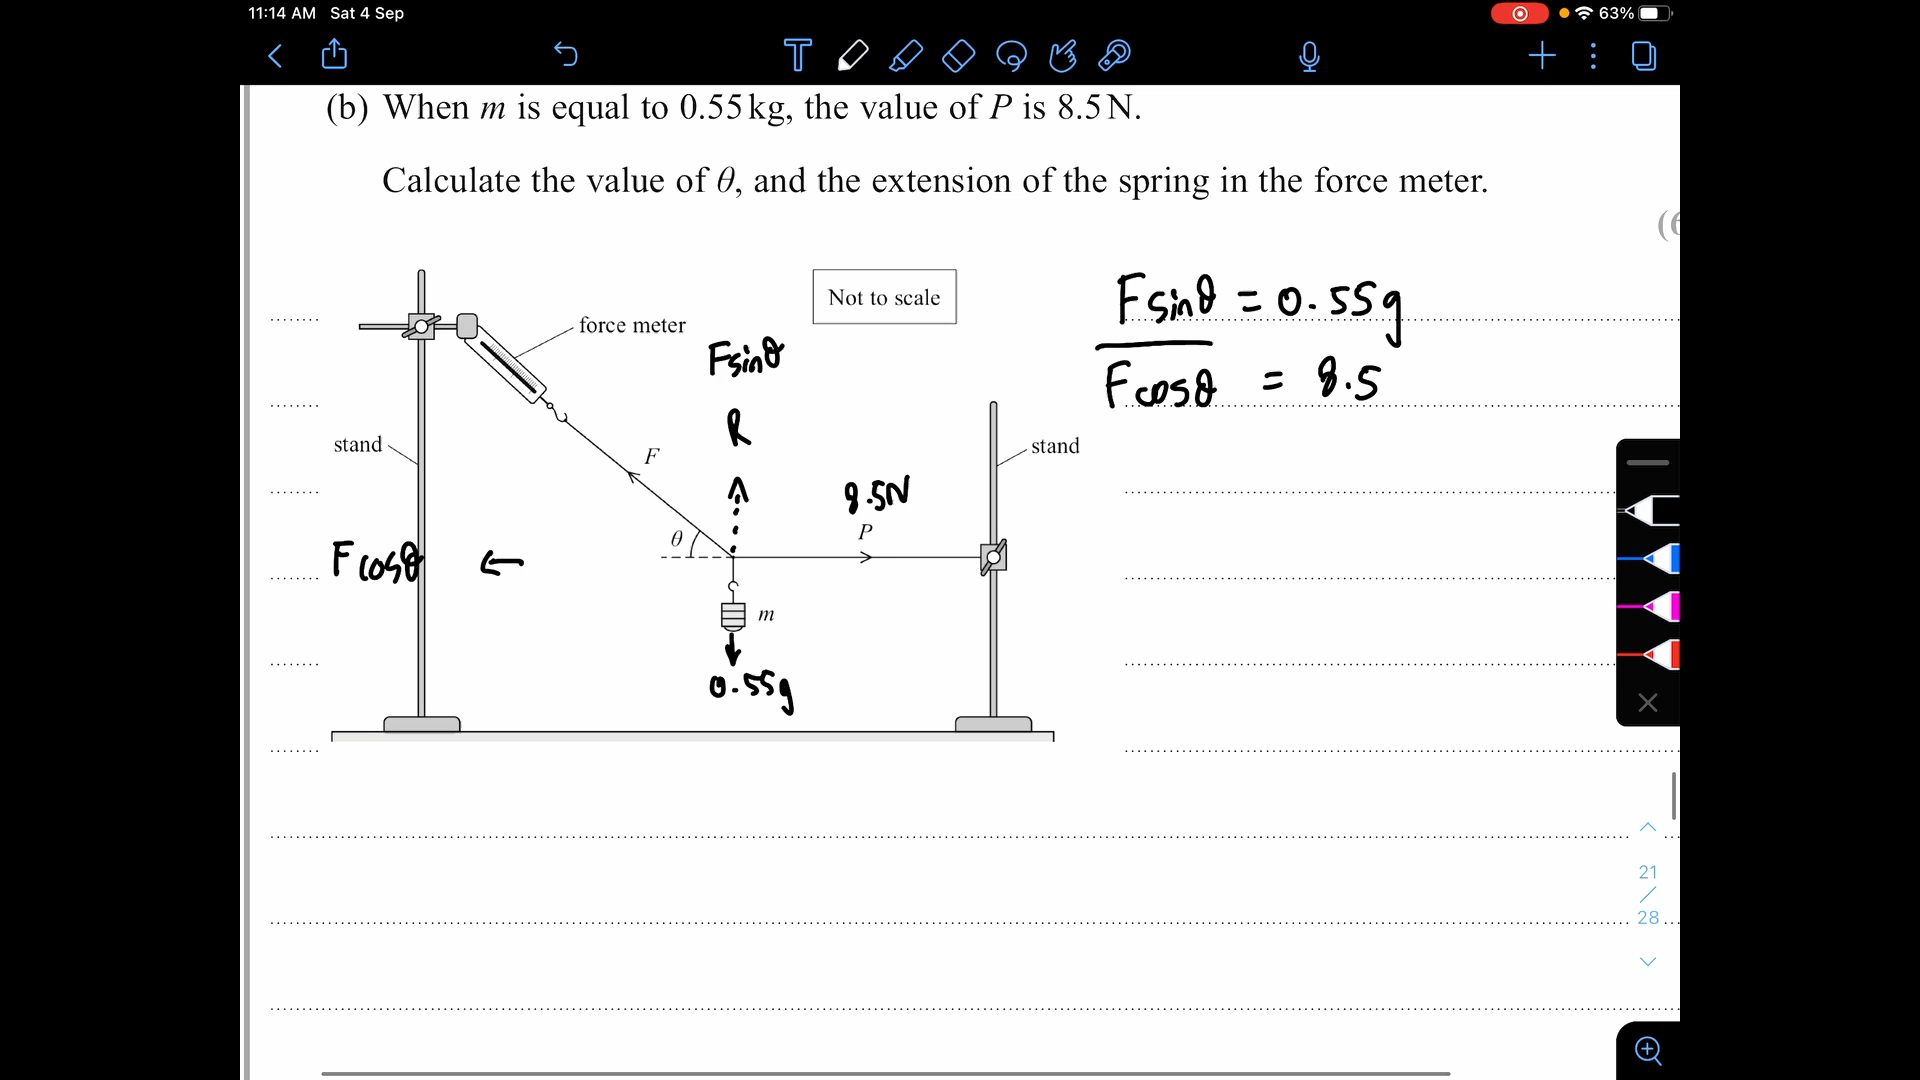 11:14 AM Sat 4 Sep
63%
(b) When m is equal to 0.55 kg, the value of P is 8.5 N.
Calculate the value of θ, and the extension of the spring in the force meter.
(6
Not to scale
force meter
Fsinθ
R
stand
F
8.5N
P
θ
Fcosθ
stand
m
0.55g
Fsinθ = 0.55g
Fcosθ = 8.5
21
/
28